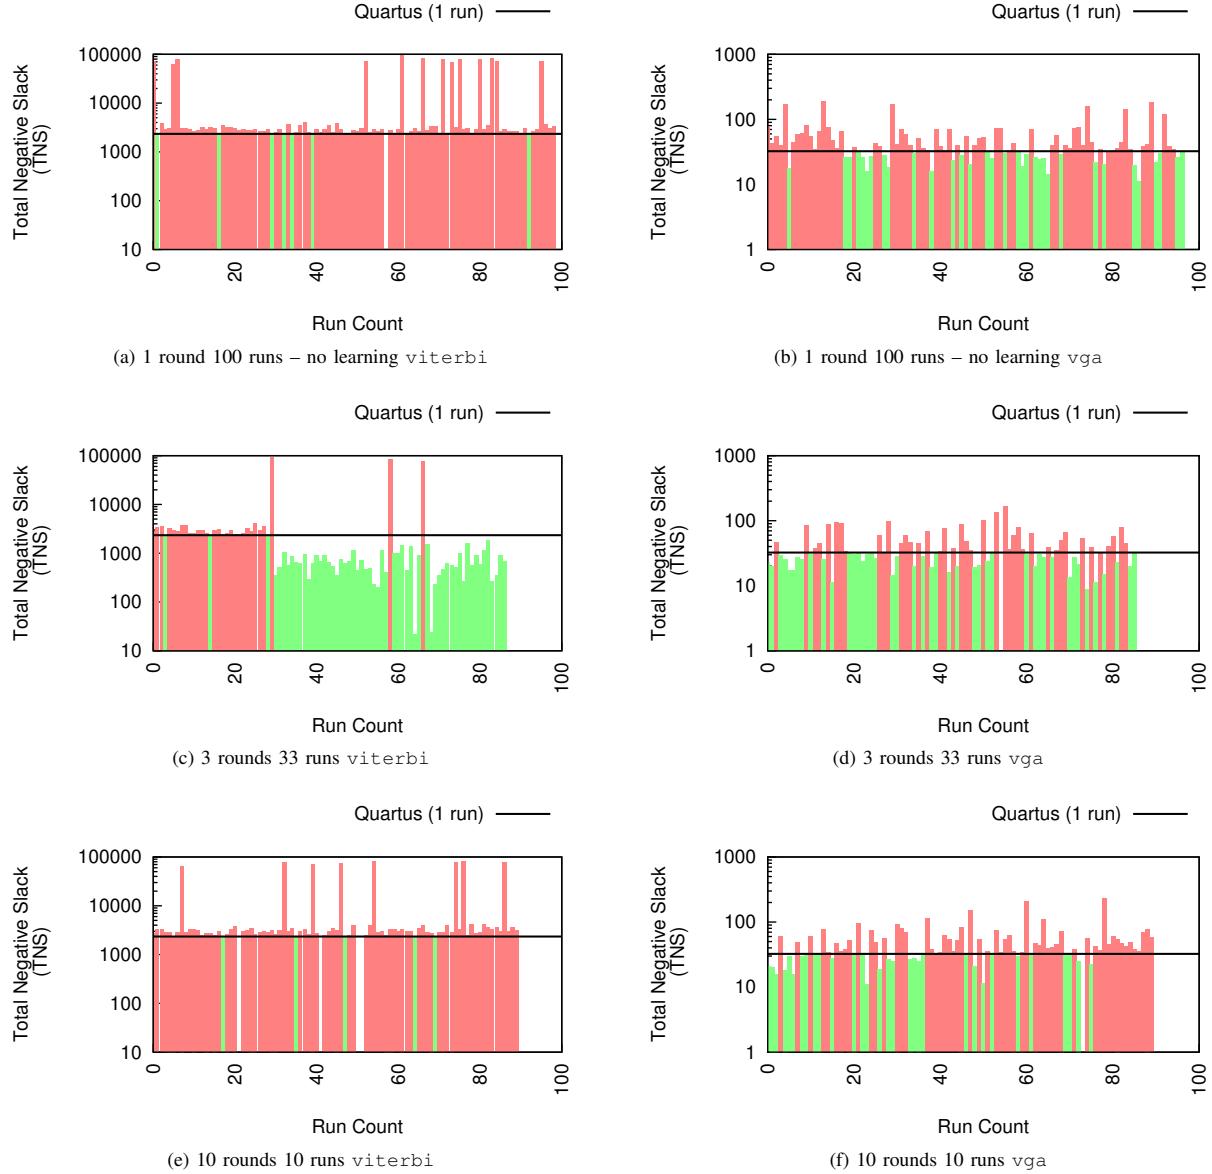 Quartus (1 run)
Total Negative Slack
(TNS)
100000
10000
1000
100
10
0
20
40
60
80
100
Run Count
(a) 1 round 100 runs – no learning viterbi
Quartus (1 run)
Total Negative Slack
(TNS)
1000
100
10
1
0
20
40
60
80
100
Run Count
(b) 1 round 100 runs – no learning vga
Quartus (1 run)
Total Negative Slack
(TNS)
100000
10000
1000
100
10
0
20
40
60
80
100
Run Count
(c) 3 rounds 33 runs viterbi
Quartus (1 run)
Total Negative Slack
(TNS)
1000
100
10
1
0
20
40
60
80
100
Run Count
(d) 3 rounds 33 runs vga
Quartus (1 run)
Total Negative Slack
(TNS)
100000
10000
1000
100
10
0
20
40
60
80
100
Run Count
(e) 10 rounds 10 runs viterbi
Quartus (1 run)
Total Negative Slack
(TNS)
1000
100
10
1
0
20
40
60
80
100
Run Count
(f) 10 rounds 10 runs vga